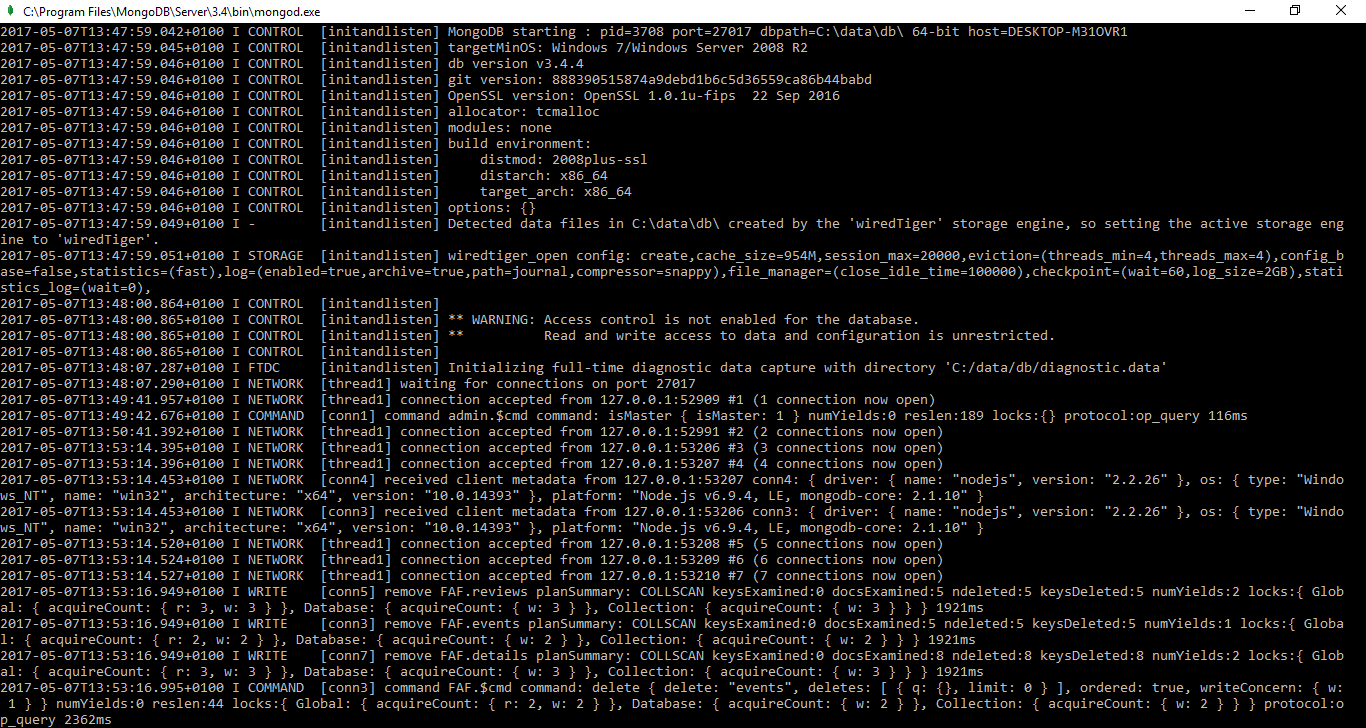 C:\Program Files\MongoDB\Server\3.4\bin\mongod.exe
2017-05-07T13:47:59.042+0100 I CONTROL  [initandlisten] MongoDB starting : pid=3708 port=27017 dbpath=C:\data\db\ 64-bit host=DESKTOP-M31OVR1
2017-05-07T13:47:59.045+0100 I CONTROL  [initandlisten] targetMinOS: Windows 7/Windows Server 2008 R2
2017-05-07T13:47:59.046+0100 I CONTROL  [initandlisten] db version v3.4.4
2017-05-07T13:47:59.046+0100 I CONTROL  [initandlisten] git version: 888390515874a9debd1b6c5d36559ca86b44babd
2017-05-07T13:47:59.046+0100 I CONTROL  [initandlisten] OpenSSL version: OpenSSL 1.0.1u-fips  22 Sep 2016
2017-05-07T13:47:59.046+0100 I CONTROL  [initandlisten] allocator: tcmalloc
2017-05-07T13:47:59.046+0100 I CONTROL  [initandlisten] modules: none
2017-05-07T13:47:59.046+0100 I CONTROL  [initandlisten] build environment:
2017-05-07T13:47:59.046+0100 I CONTROL  [initandlisten]     distmod: 2008plus-ssl
2017-05-07T13:47:59.046+0100 I CONTROL  [initandlisten]     distarch: x86_64
2017-05-07T13:47:59.046+0100 I CONTROL  [initandlisten]     target_arch: x86_64
2017-05-07T13:47:59.046+0100 I CONTROL  [initandlisten] options: {}
2017-05-07T13:47:59.049+0100 I -        [initandlisten] Detected data files in C:\data\db\ created by the 'wiredTiger' storage engine, so setting the active storage eng
ine to 'wiredTiger'.
2017-05-07T13:47:59.051+0100 I STORAGE  [initandlisten] wiredtiger_open config: create,cache_size=954M,session_max=20000,eviction=(threads_min=4,threads_max=4),config_b
ase=false,statistics=(fast),log=(enabled=true,archive=true,path=journal,compressor=snappy),file_manager=(close_idle_time=100000),checkpoint=(wait=60,log_size=2GB),stati
stics_log=(wait=0),
2017-05-07T13:48:00.864+0100 I CONTROL  [initandlisten]
2017-05-07T13:48:00.865+0100 I CONTROL  [initandlisten] ** WARNING: Access control is not enabled for the database.
2017-05-07T13:48:00.865+0100 I CONTROL  [initandlisten] **          Read and write access to data and configuration is unrestricted.
2017-05-07T13:48:00.865+0100 I CONTROL  [initandlisten]
2017-05-07T13:48:07.287+0100 I FTDC     [initandlisten] Initializing full-time diagnostic data capture with directory 'C:/data/db/diagnostic.data'
2017-05-07T13:48:07.290+0100 I NETWORK  [thread1] waiting for connections on port 27017
2017-05-07T13:49:41.957+0100 I NETWORK  [thread1] connection accepted from 127.0.0.1:52909 #1 (1 connection now open)
2017-05-07T13:49:42.676+0100 I COMMAND  [conn1] command admin.$cmd command: isMaster { isMaster: 1 } numYields:0 reslen:189 locks:{} protocol:op_query 116ms
2017-05-07T13:50:41.392+0100 I NETWORK  [thread1] connection accepted from 127.0.0.1:52991 #2 (2 connections now open)
2017-05-07T13:53:14.395+0100 I NETWORK  [thread1] connection accepted from 127.0.0.1:53206 #3 (3 connections now open)
2017-05-07T13:53:14.396+0100 I NETWORK  [thread1] connection accepted from 127.0.0.1:53207 #4 (4 connections now open)
2017-05-07T13:53:14.453+0100 I NETWORK  [conn4] received client metadata from 127.0.0.1:53207 conn4: { driver: { name: "nodejs", version: "2.2.26" }, os: { type: "Windo
ws_NT", name: "win32", architecture: "x64", version: "10.0.14393" }, platform: "Node.js v6.9.4, LE, mongodb-core: 2.1.10" }
2017-05-07T13:53:14.453+0100 I NETWORK  [conn3] received client metadata from 127.0.0.1:53206 conn3: { driver: { name: "nodejs", version: "2.2.26" }, os: { type: "Windo
ws_NT", name: "win32", architecture: "x64", version: "10.0.14393" }, platform: "Node.js v6.9.4, LE, mongodb-core: 2.1.10" }
2017-05-07T13:53:14.520+0100 I NETWORK  [thread1] connection accepted from 127.0.0.1:53208 #5 (5 connections now open)
2017-05-07T13:53:14.524+0100 I NETWORK  [thread1] connection accepted from 127.0.0.1:53209 #6 (6 connections now open)
2017-05-07T13:53:14.527+0100 I NETWORK  [thread1] connection accepted from 127.0.0.1:53210 #7 (7 connections now open)
2017-05-07T13:53:16.949+0100 I WRITE    [conn5] remove FAF.reviews planSummary: COLLSCAN keysExamined:0 docsExamined:5 ndeleted:5 keysDeleted:5 numYields:2 locks:{ Glob
al: { acquireCount: { r: 3, w: 3 } }, Database: { acquireCount: { w: 3 } }, Collection: { acquireCount: { w: 3 } } } 1921ms
2017-05-07T13:53:16.949+0100 I WRITE    [conn3] remove FAF.events planSummary: COLLSCAN keysExamined:0 docsExamined:5 ndeleted:5 keysDeleted:5 numYields:1 locks:{ Globa
l: { acquireCount: { r: 2, w: 2 } }, Database: { acquireCount: { w: 2 } }, Collection: { acquireCount: { w: 2 } } } 1921ms
2017-05-07T13:53:16.949+0100 I WRITE    [conn7] remove FAF.details planSummary: COLLSCAN keysExamined:0 docsExamined:8 ndeleted:8 keysDeleted:8 numYields:2 locks:{ Glob
al: { acquireCount: { r: 3, w: 3 } }, Database: { acquireCount: { w: 3 } }, Collection: { acquireCount: { w: 3 } } } 1921ms
2017-05-07T13:53:16.995+0100 I COMMAND  [conn3] command FAF.$cmd command: delete { delete: "events", deletes: [ { q: {}, limit: 0 } ], ordered: true, writeConcern: { w:
 1 } } numYields:0 reslen:44 locks:{ Global: { acquireCount: { r: 2, w: 2 } }, Database: { acquireCount: { w: 2 } }, Collection: { acquireCount: { w: 2 } } } protocol:o
p_query 2362ms